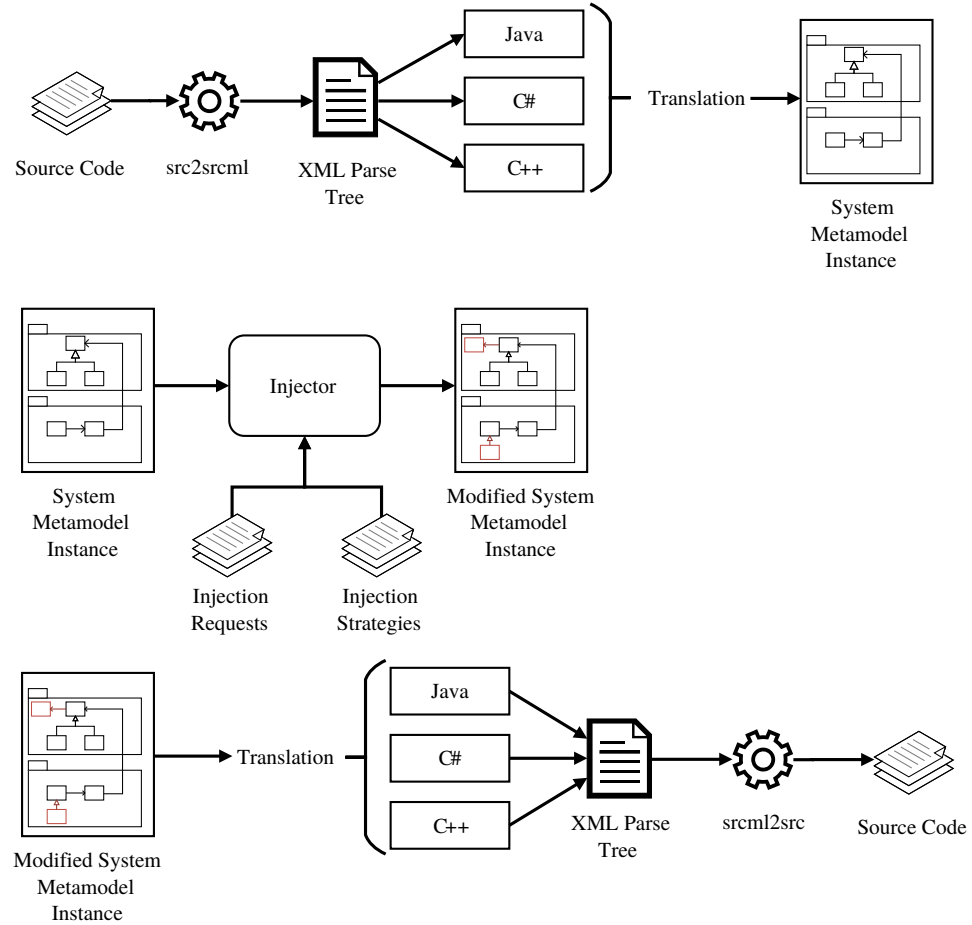 Java
C#
C++
Source Code
src2srcml
XML Parse
Tree
Translation
System
Metamodel
Instance
System
Metamodel
Instance
Injector
Injection
Requests
Injection
Strategies
Modified System
Metamodel
Instance
Modified System
Metamodel
Instance
Translation
Java
C#
C++
XML Parse
Tree
srcml2src
Source Code